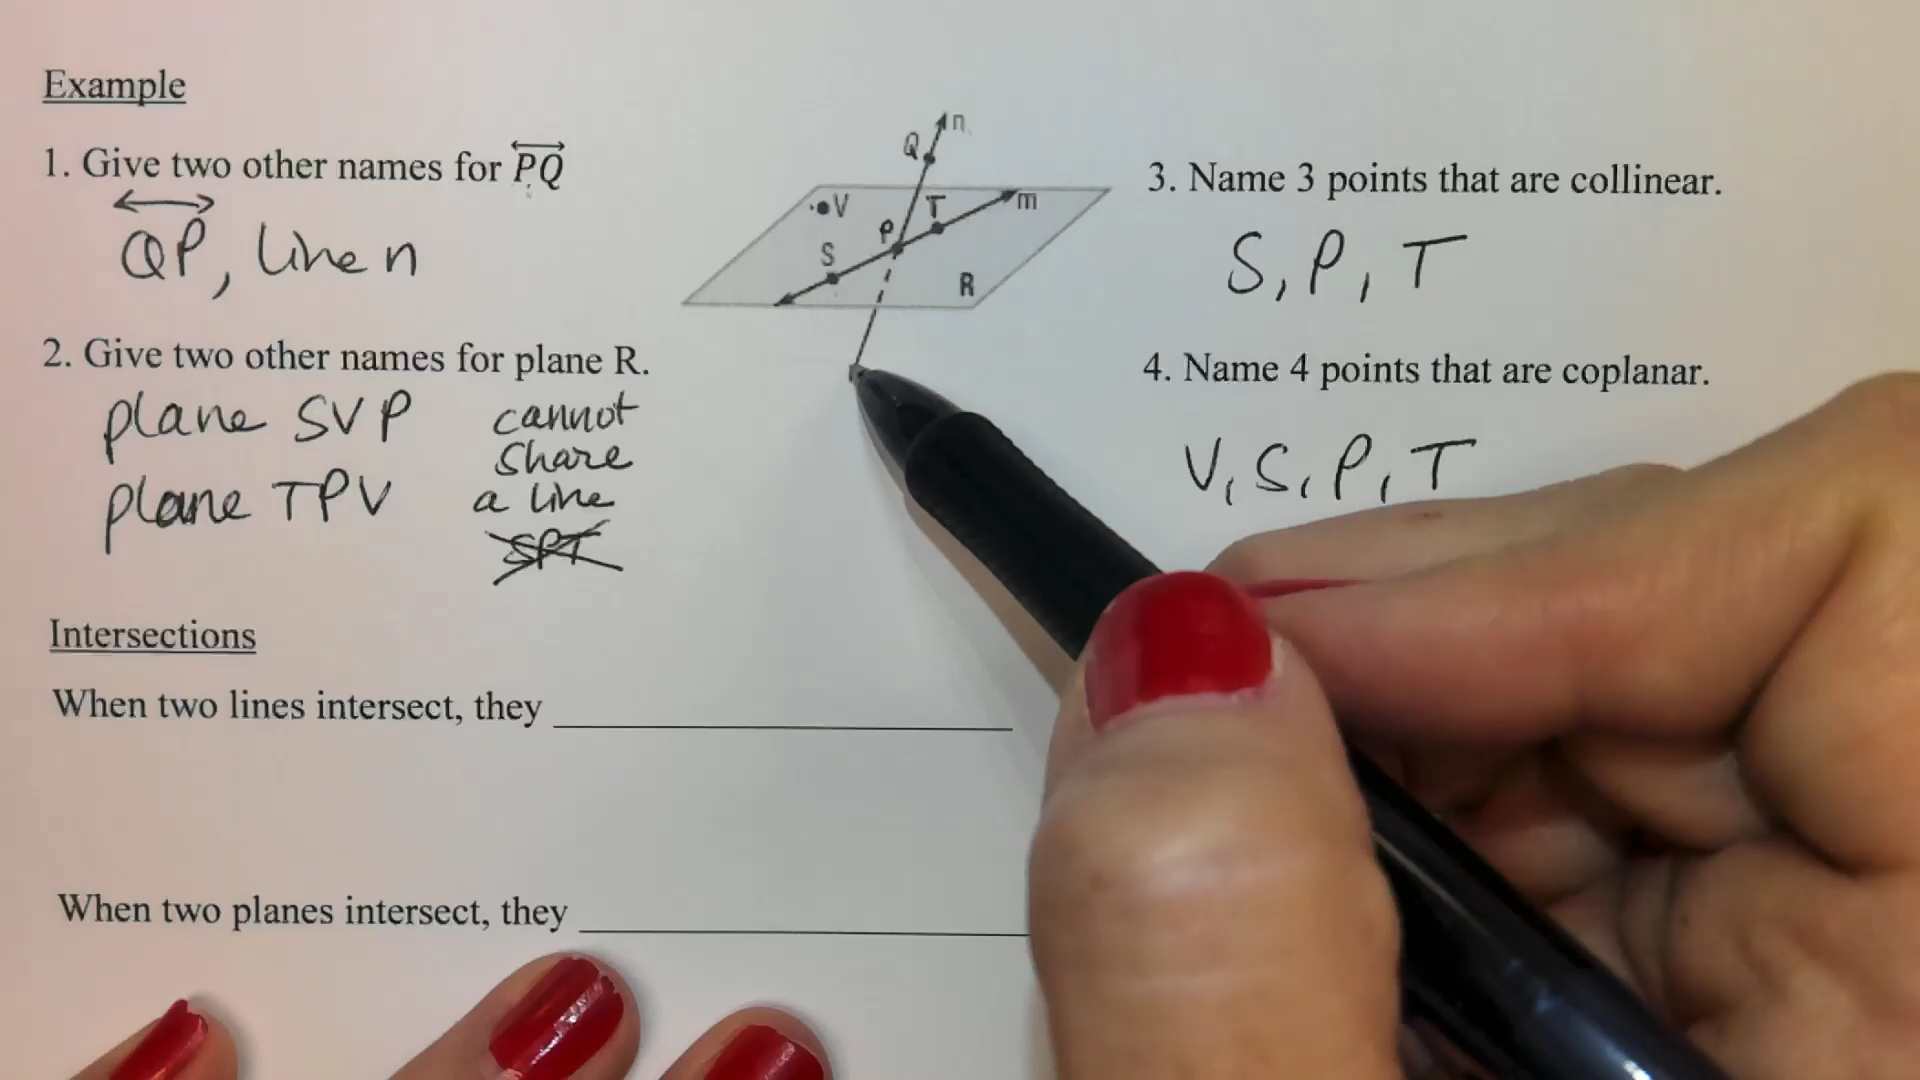 Example
1. Give two other names for PQ
QP, line n
2. Give two other names for plane R.
plane SVP
plane TPV
cannot
share
a line
SPT
n
Q
V
T
m
P
S
R
3. Name 3 points that are collinear.
S, P, T
4. Name 4 points that are coplanar.
V, S, P, T
Intersections
When two lines intersect, they ____________________
When two planes intersect, they ____________________